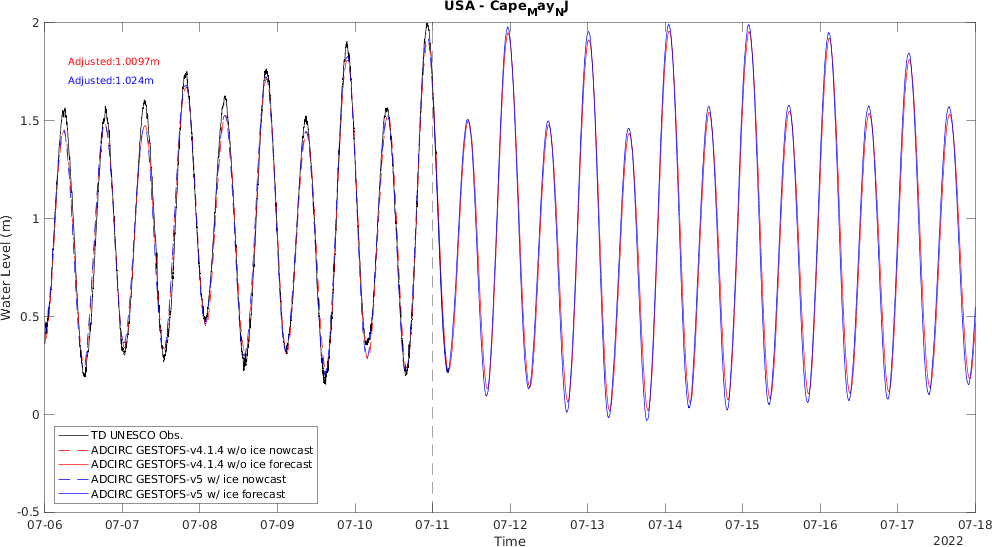 USA - CapeMayNJ
Adjusted:1.0097m
Adjusted:1.024m
Water Level (m)
2
1.5
1
0.5
0
-0.5
TD UNESCO Obs.
ADCIRC GESTOFS-v4.1.4 w/o ice nowcast
ADCIRC GESTOFS-v4.1.4 w/o ice forecast
ADCIRC GESTOFS-v5 w/ ice nowcast
ADCIRC GESTOFS-v5 w/ ice forecast
07-06 07-07 07-08 07-09 07-10 07-11 07-12 07-13 07-14 07-15 07-16 07-17 07-18
Time
2022